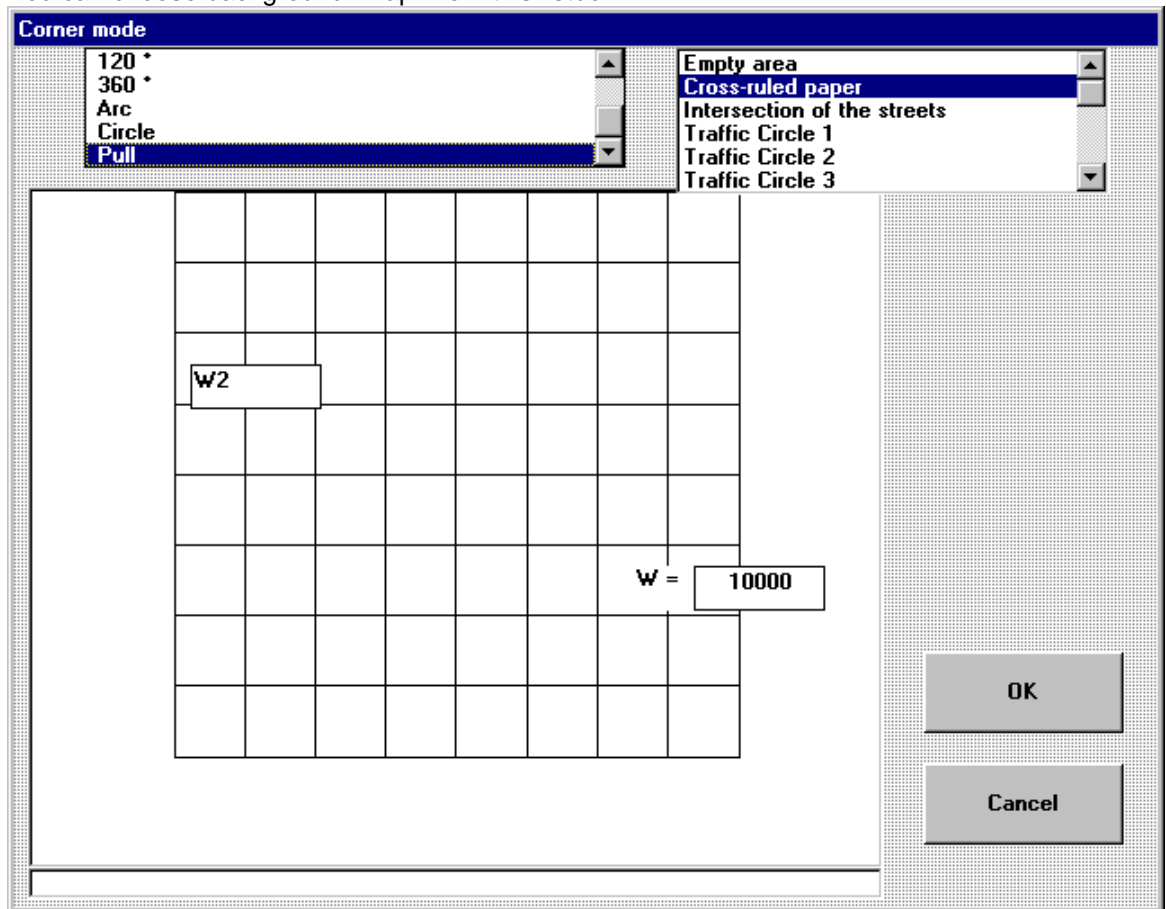 Corner mode
120 °
360 °
Arc
Circle
Pull
Empty area
Cross-ruled paper
Intersection of the streets
Traffic Circle 1
Traffic Circle 2
Traffic Circle 3
W2
W = 10000
OK
Cancel